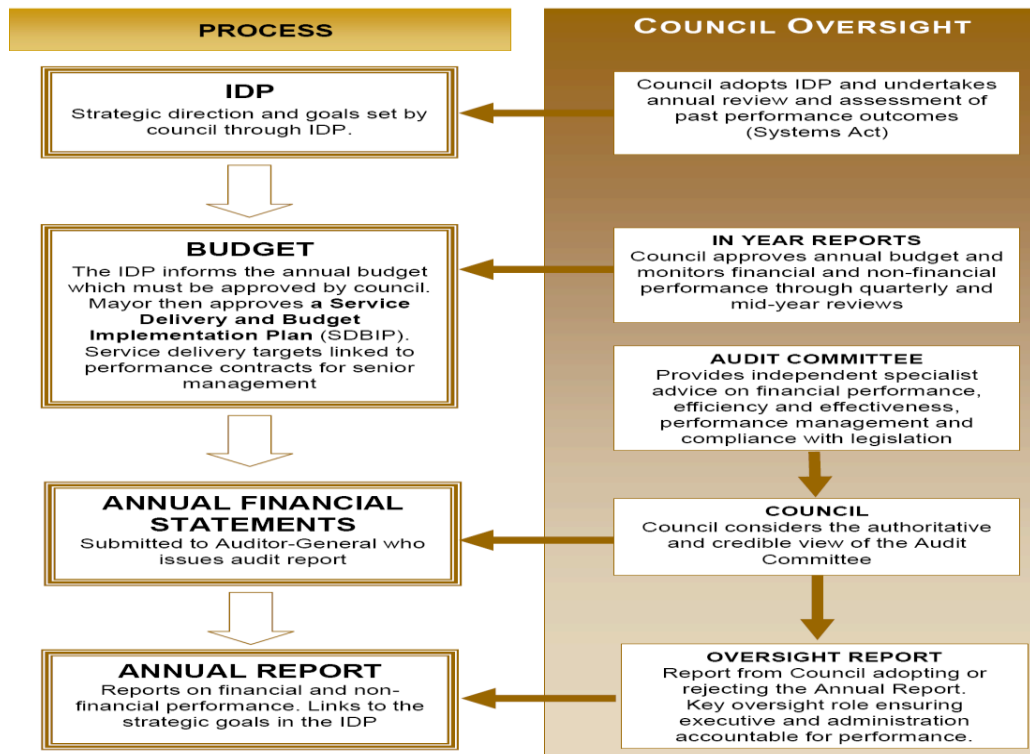 PROCESS
IDP
Strategic direction and goals set by
council through IDP.
BUDGET
The IDP informs the annual budget
which must be approved by council.
Mayor then approves a Service
Delivery and Budget
Implementation Plan (SDBIP).
Service delivery targets linked to
performance contracts for senior
management
ANNUAL FINANCIAL
STATEMENTS
Submitted to Auditor-General who
issues audit report
ANNUAL REPORT
Reports on financial and non-
financial performance. Links to the
strategic goals in the IDP
COUNCIL OVERSIGHT
Council adopts IDP and undertakes
annual review and assessment of
past performance outcomes
(Systems Act)
IN YEAR REPORTS
Council approves annual budget and
monitors financial and non-financial
performance through quarterly and
mid-year reviews
AUDIT COMMITTEE
Provides independent specialist
advice on financial performance,
efficiency and effectiveness,
performance management and
compliance with legislation
COUNCIL
Council considers the authoritative
and credible view of the Audit
Committee
OVERSIGHT REPORT
Report from Council adopting or
rejecting the Annual Report.
Key oversight role ensuring
executive and administration
accountable for performance.